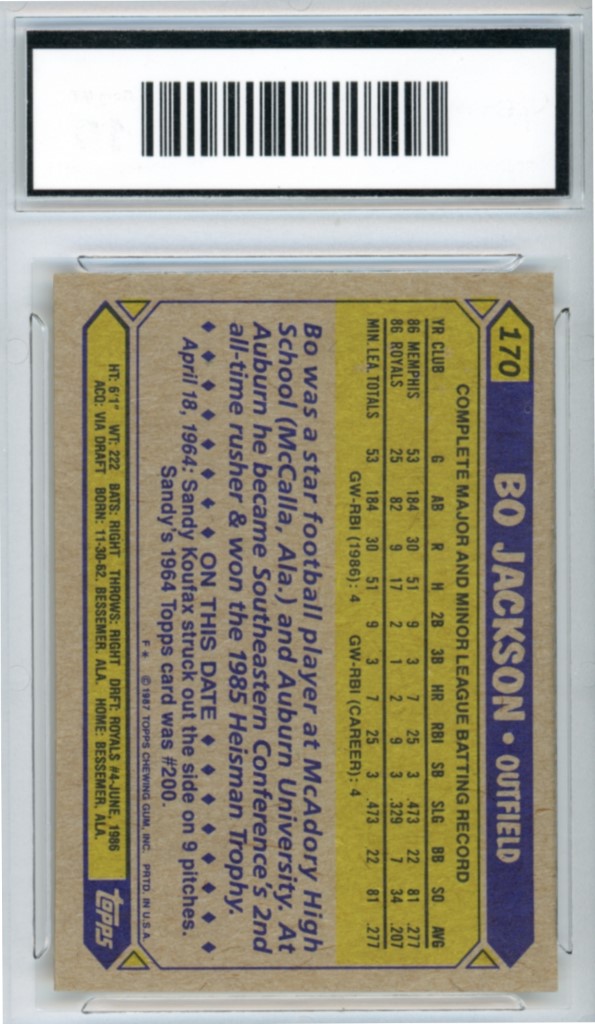 170
BO JACKSON • OUTFIELD
COMPLETE MAJOR AND MINOR LEAGUE BATTING RECORD
YR CLUB G AB R H 2B 3B HR RBI SB SLG BB SO AVG
86 MEMPHIS 53 184 30 51 9 3 7 25 3 .473 22 81 .277
86 ROYALS 25 82 9 17 2 1 2 9 3 .329 7 34 .207
MIN. LEA. TOTALS 53 184 30 51 9 3 7 25 3 .473 22 81 .277
GW-RBI (1986): 4 GW-RBI (CAREER): 4
Bo was a star football player at McAdory High
School (McCalla, Ala.) and Auburn University. At
Auburn he became Southeastern Conference's 2nd
all-time rusher & won the 1985 Heisman Trophy.
♦ ♦ ♦ ♦ ♦ ♦ ♦ ON THIS DATE ♦ ♦ ♦ ♦ ♦ ♦ ♦
April 18, 1964: Sandy Koufax struck out the side on 9 pitches.
Sandy's 1964 Topps card was #200.
F* © 1987 TOPPS CHEWING GUM, INC. PRTD. IN U.S.A.
HT: 6'1" WT: 222 BATS: RIGHT THROWS: RIGHT DRFT: ROYALS #4-JUNE, 1986
ACQ: VIA DRAFT BORN: 11-30-62, BESSEMER, ALA. HOME: BESSEMER, ALA.
TOPPS